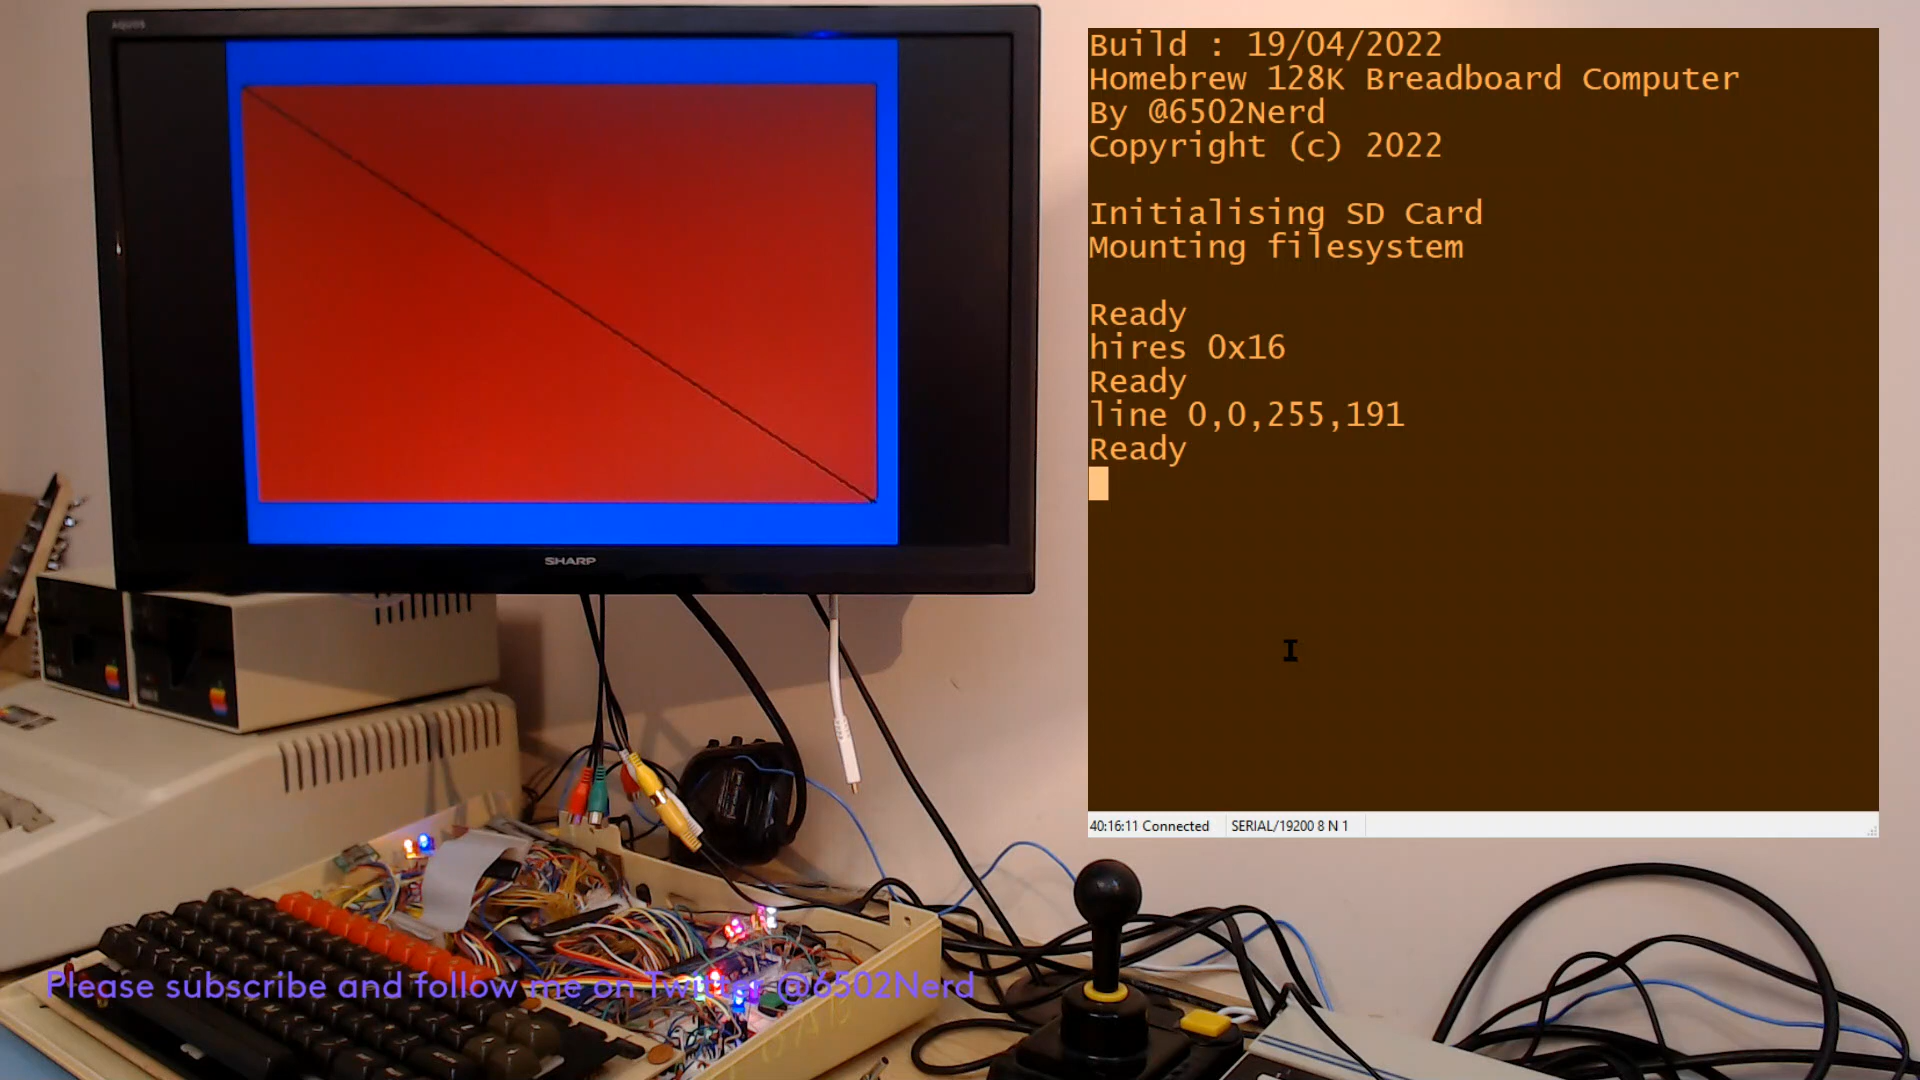 AQUOS
SHARP
Build : 19/04/2022
Homebrew 128K Breadboard Computer
By @6502Nerd
Copyright (c) 2022
Initialising SD Card
Mounting filesystem
Ready
hires 0x16
Ready
line 0,0,255,191
Ready
40:16:11 Connected SERIAL/19200 8 N 1
Please subscribe and follow me on Twitter @6502Nerd